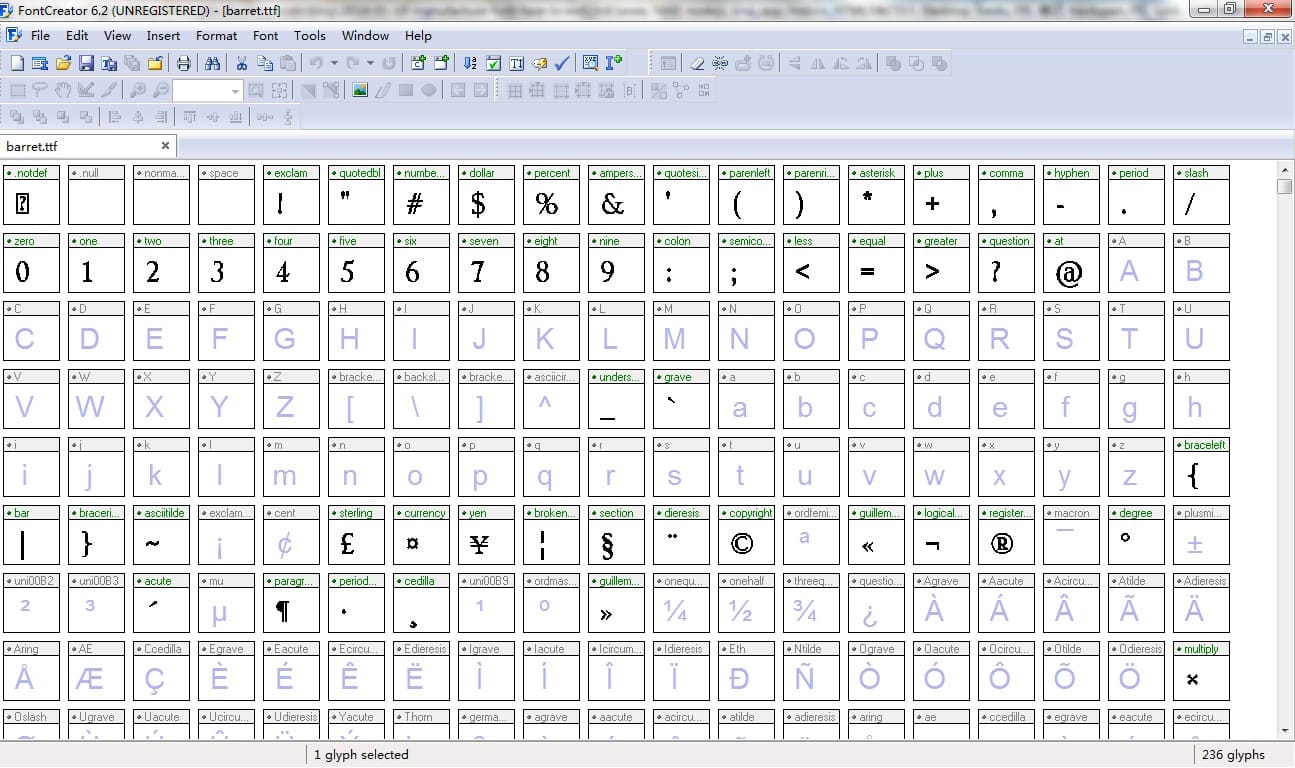 FontCreator 6.2 (UNREGISTERED) - [barret.ttf]
File Edit View Insert Format Font Tools Window Help
barret.ttf
.notdef .null nonma... space exclam quotedbl numbe... dollar percent ampers... quotesi... parenleft parenri... asterisk plus comma hyphen period slash
! " # $ % & ' ( ) * + , - . /
zero one two three four five six seven eight nine colon semico... less equal greater question at A B
0 1 2 3 4 5 6 7 8 9 : ; < = > ? @ A B
C D E F G H I J K L M N O P Q R S T U
C D E F G H I J K L M N O P Q R S T U
V W X Y Z bracke... backsl... bracke... asciicir... unders... grave a b c d e f g h
V W X Y Z [ \ ] ^ _ ` a b c d e f g h
i j k l m n o p q r s t u v w x y z braceleft
i j k l m n o p q r s t u v w x y z {
bar braceri... asciitilde exclam... cent sterling currency yen broken... section dieresis copyright ordfemi... guillem... logical... register... macron degree plusmi...
| } ~ ¡ ¢ £ ¤ ¥ ¦ § ¨ © ª « ¬ ® ¯ ° ±
uni00B2 uni00B3 acute mu paragr... period... cedilla uni00B9 ordmas... guillem... onequ... onehalf threeq... questio... Agrave Aacute Acircu... Atilde Adieresis
² ³ ´ µ ¶ · ¸ ¹ º » ¼ ½ ¾ ¿ À Á Â Ã Ä
Aring AE Ccedilla Egrave Eacute Ecircu... Edieresis Igrave Iacute Icircum... Idieresis Eth Ntilde Ograve Oacute Ocircu... Otilde Odieresis multiply
Å Æ Ç È É Ê Ë Ì Í Î Ï Ð Ñ Ò Ó Ô Õ Ö ×
Oslash Ugrave Uacute Ucircu... Udieresis Yacute Thorn germa... agrave aacute acircu... atilde adieresis aring ae ccedilla egrave eacute ecircu...
1 glyph selected
236 glyphs